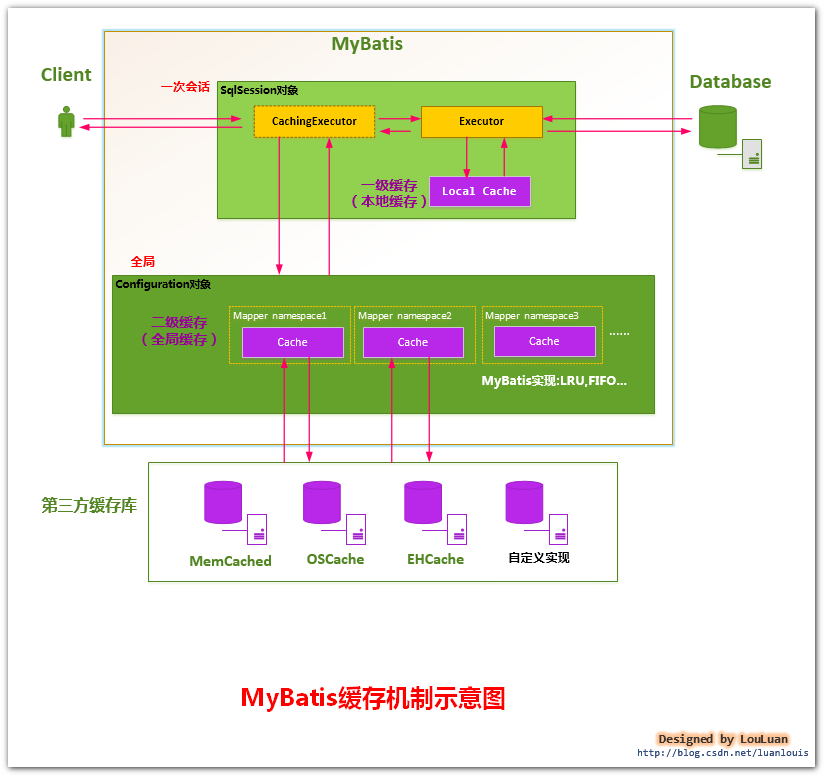 MyBatis
Client
一次会话
SqlSession对象
Database
CachingExecutor
Executor
一级缓存
（本地缓存）
Local Cache
全局
Configuration对象
二级缓存
（全局缓存）
Mapper namespace1
Mapper namespace2
Mapper namespace3
Cache
Cache
Cache
......
MyBatis实现:LRU,FIFO...
第三方缓存库
MemCached
OSCache
EHCache
自定义实现
MyBatis缓存机制示意图
Designed by LouLuan
http://blog.csdn.net/luanlouis